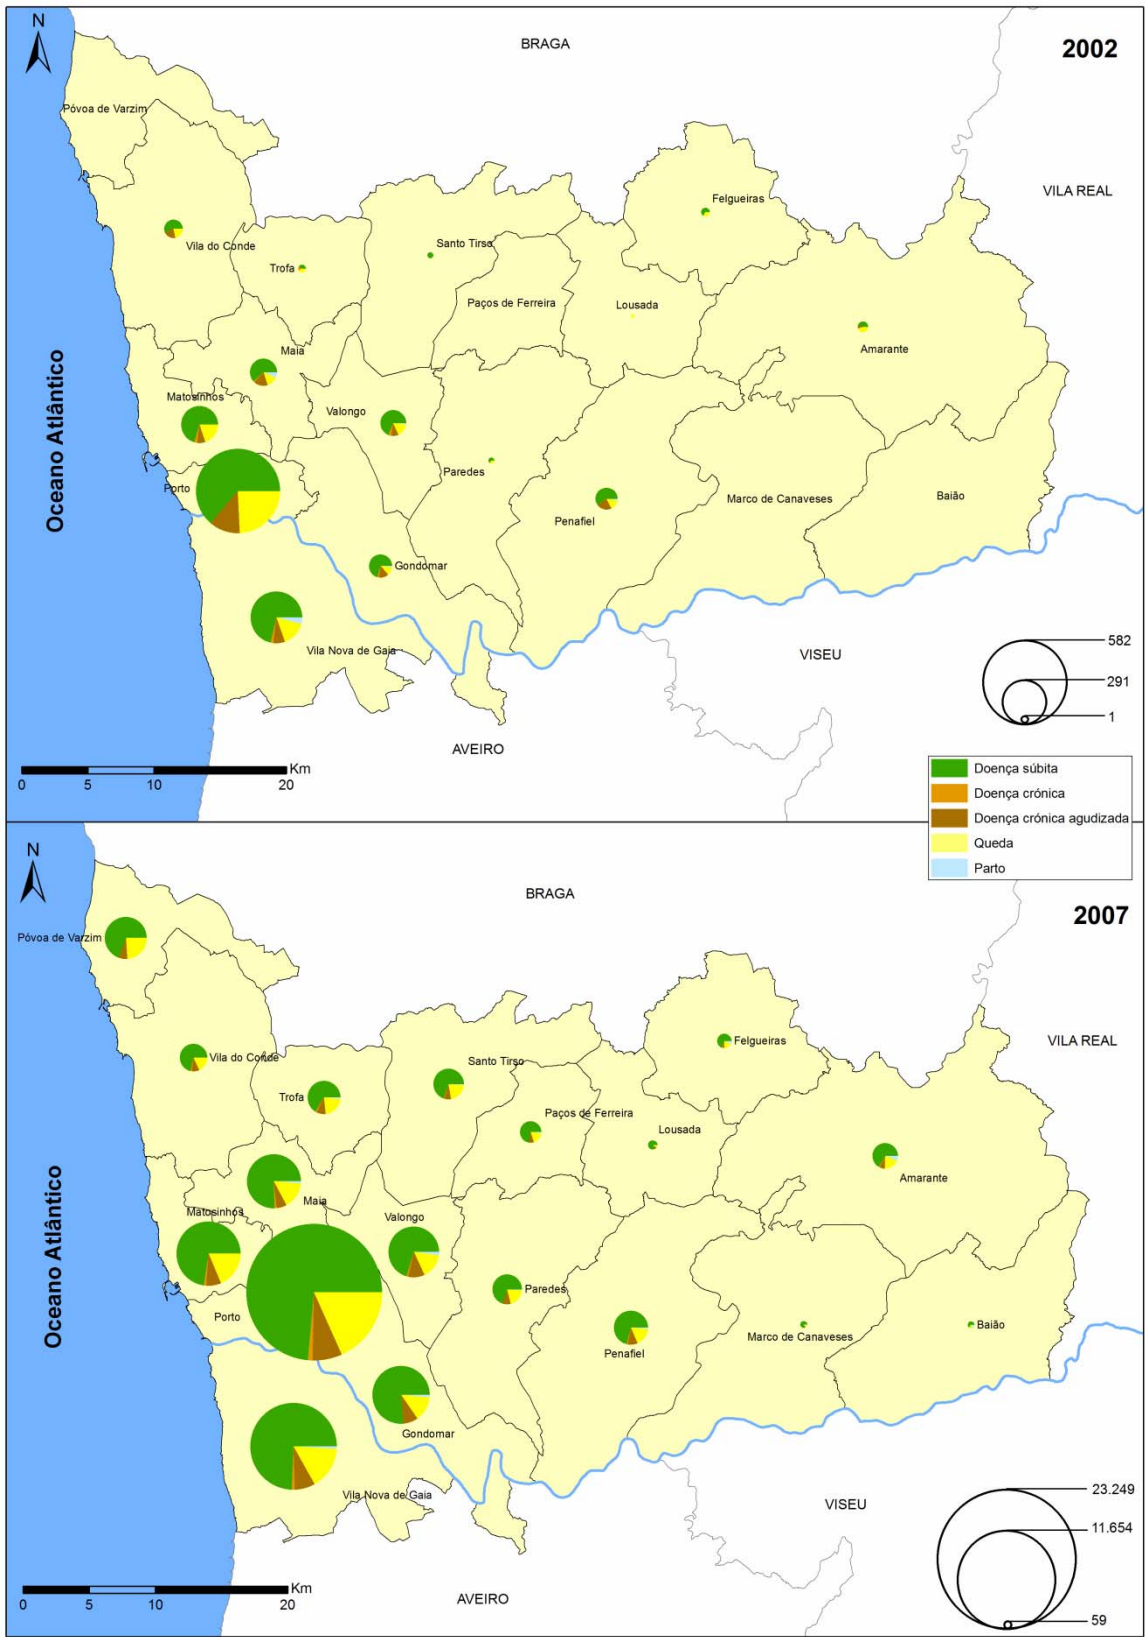 N
BRAGA
2002
Póvoa de Varzim
VILA REAL
Felgueiras
Vila do Conde
Santo Tirso
Trofa
Paços de Ferreira
Lousada
Amarante
Maia
Matosinhos
Valongo
Oceano Atlântico
Paredes
Porto
Marco de Canaveses
Baião
Penafiel
Gondomar
Vila Nova de Gaia
VISEU
582
291
1
AVEIRO
Km
0 5 10 20
Doença súbita
Doença crónica
Doença crónica agudizada
Queda
Parto
N
BRAGA
2007
Póvoa de Varzim
VILA REAL
Felgueiras
Vila do Conde
Santo Tirso
Trofa
Paços de Ferreira
Lousada
Amarante
Maia
Matosinhos
Valongo
Oceano Atlântico
Paredes
Porto
Baião
Marco de Canaveses
Penafiel
Gondomar
Vila Nova de Gaia
VISEU
23.249
11.654
59
AVEIRO
Km
0 5 10 20